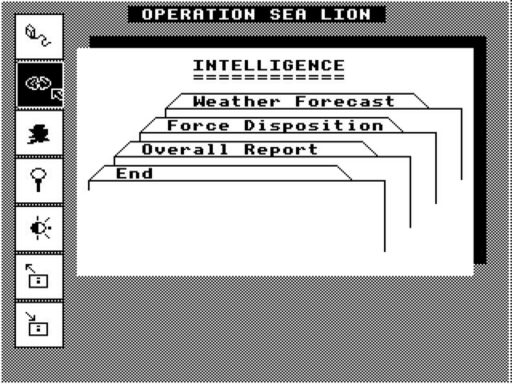 OPERATION SEA LION
INTELLIGENCE
Weather Forecast
Force Disposition
Overall Report
End